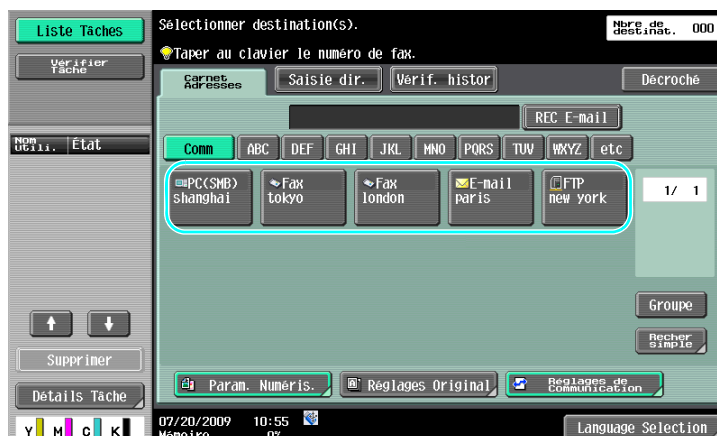 Liste Tâches
Vérifier
Tâche
Nom
Utili.
État
Supprimer
Détails Tâche
Y M C K
Sélectionner destination(s).
Nbre de
destinat. 000
Taper au clavier le numéro de fax.
Carnet
Adresses
Saisie dir.
Vérif. histor
Décroché
REC E-mail
Comm ABC DEF GHI JKL MNO PQRS TUV WXYZ etc
PC(SMB)
shanghai
Fax
tokyo
Fax
london
E-mail
paris
FTP
new york
1/ 1
Groupe
Recher
simple
Param. Numéris.
Réglages Original
Réglages de
Communication
07/20/2009 10:55
Mémoire 0%
Language Selection